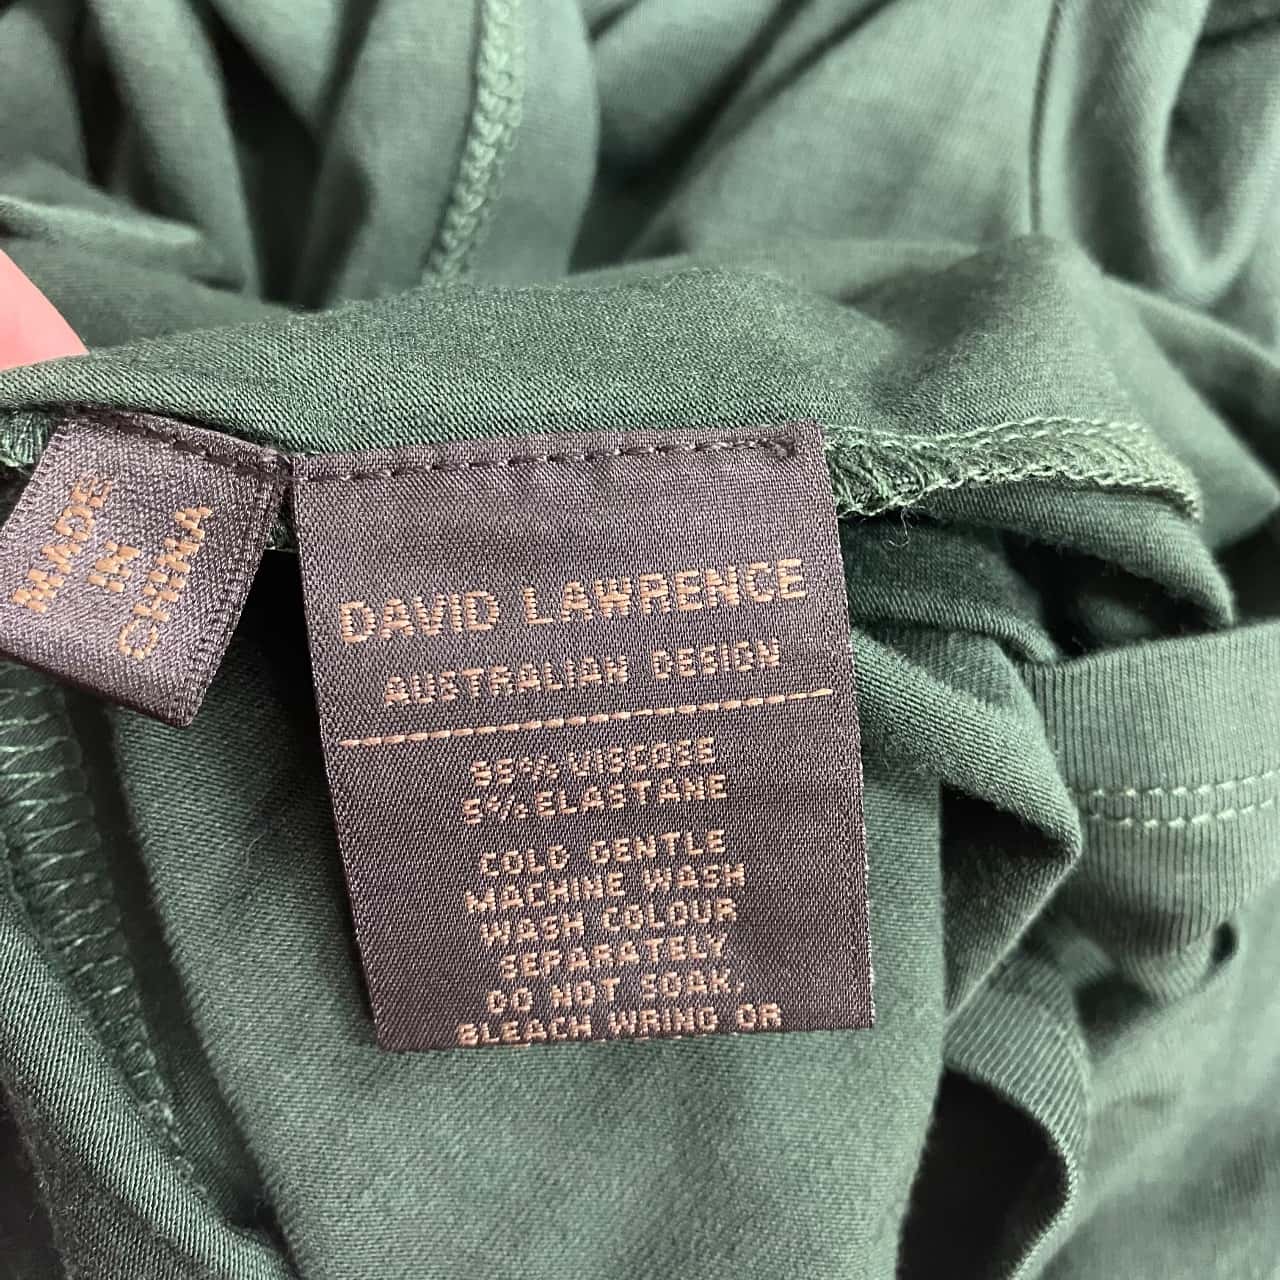 MADE
IN
CHINA
DAVID LAWRENCE
AUSTRALIAN DESIGN
95% VISCOSE
5% ELASTANE
COLD GENTLE
MACHINE WASH
WASH COLOUR
SEPARATELY
DO NOT SOAK.
BLEACH WRING OR